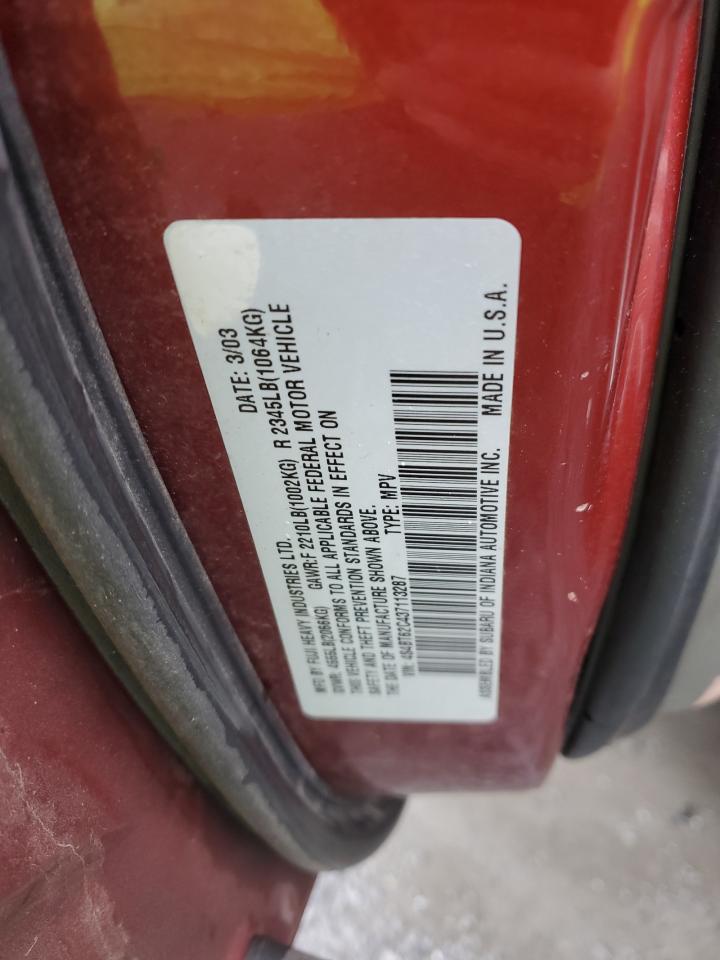 MFD BY FUJI HEAVY INDUSTRIES LTD. DATE: 3/03
GVWR: 4555LB(2066KG) GAWR:F 2210LB(1002KG) R 2345LB(1064KG)
THIS VEHICLE CONFORMS TO ALL APPLICABLE FEDERAL MOTOR VEHICLE
SAFETY AND THEFT PREVENTION STANDARDS IN EFFECT ON
THE DATE OF MANUFACTURE SHOWN ABOVE.
VIN: 4S4BT62C437113287 TYPE: MPV
ASSEMBLED BY SUBARU OF INDIANA AUTOMOTIVE INC. MADE IN U.S.A.